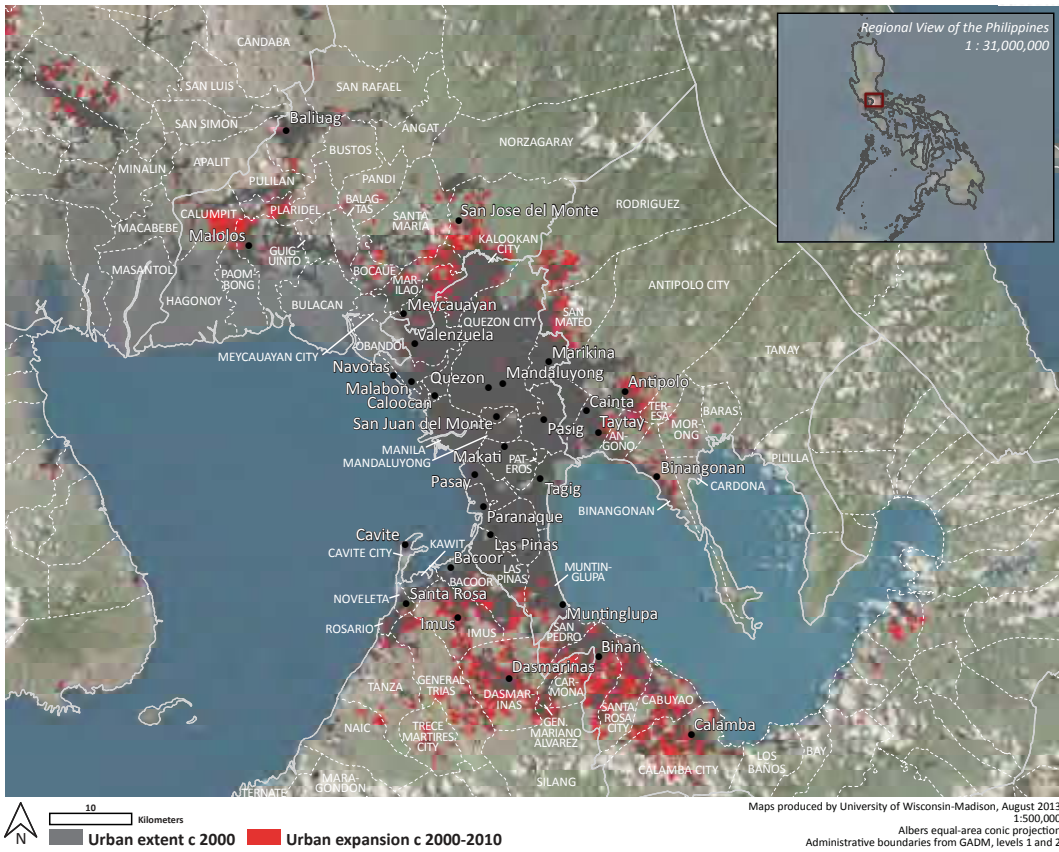 Regional View of the Philippines
1 : 31,000,000
CANDABA
SAN LUIS
SAN RAFAEL
SAN SIMON
Baliuag
ANGAT
NORZAGARAY
BUSTOS
APALIT
MINALIN
PULILAN
PANDI
BALAG-
TAS
RODRIGUEZ
CALUMPIT
PLARIDEL
SANTA
MARIA
San Jose del Monte
MACABEBE
Malolos
KALOOKAN
CITY
GUIG-
UINTO
MASANTOL
PAOM-
BONG
BOCAUE
MAR-
ILAO
ANTIPOLO CITY
HAGONOY
BULACAN
Meycauayan
QUEZON CITY
SAN
MATEO
Valenzuela
OBANDO
MEYCAUAYAN CITY
TANAY
Marikina
Navotas
Quezon
Mandaluyong
Malabon
Antipolo
Caloocan
Cainta
TER-
ESA
BARAS
San Juan del Monte
Pasig
Taytay
MOR-
ONG
AN-
GONO
MANILA
MANDALUYONG
Makati
PAT-
EROS
PILILLA
Binangonan
Pasay
Tagig
CARDONA
BINANGONAN
Paranaque
Cavite
KAWIT
Las Pinas
CAVITE CITY
Bacoor
LAS
PINAS
MUNTIN-
GLUPA
BACOOR
NOVELETA
Santa Rosa
Muntinglupa
ROSARIO
Imus
IMUS
SAN
PEDRO
Biñan
Dasmarinas
TANZA
GENERAL
TRIAS
DASMAR-
INAS
CAR-
MONA
CABUYAO
SANTA
ROSA
CITY
NAIC
TRECE
MARTIRES
CITY
GEN.
MARIANO
ALVAREZ
Calamba
LOS
BAÑOS
BAY
CALAMBA CITY
MARA-
GONDON
SILANG
TERNATE
N
10
Kilometers
Urban extent c 2000
Urban expansion c 2000-2010
Maps produced by University of Wisconsin-Madison, August 2013
1:500,000
Albers equal-area conic projection
Administrative boundaries from GADM, levels 1 and 2